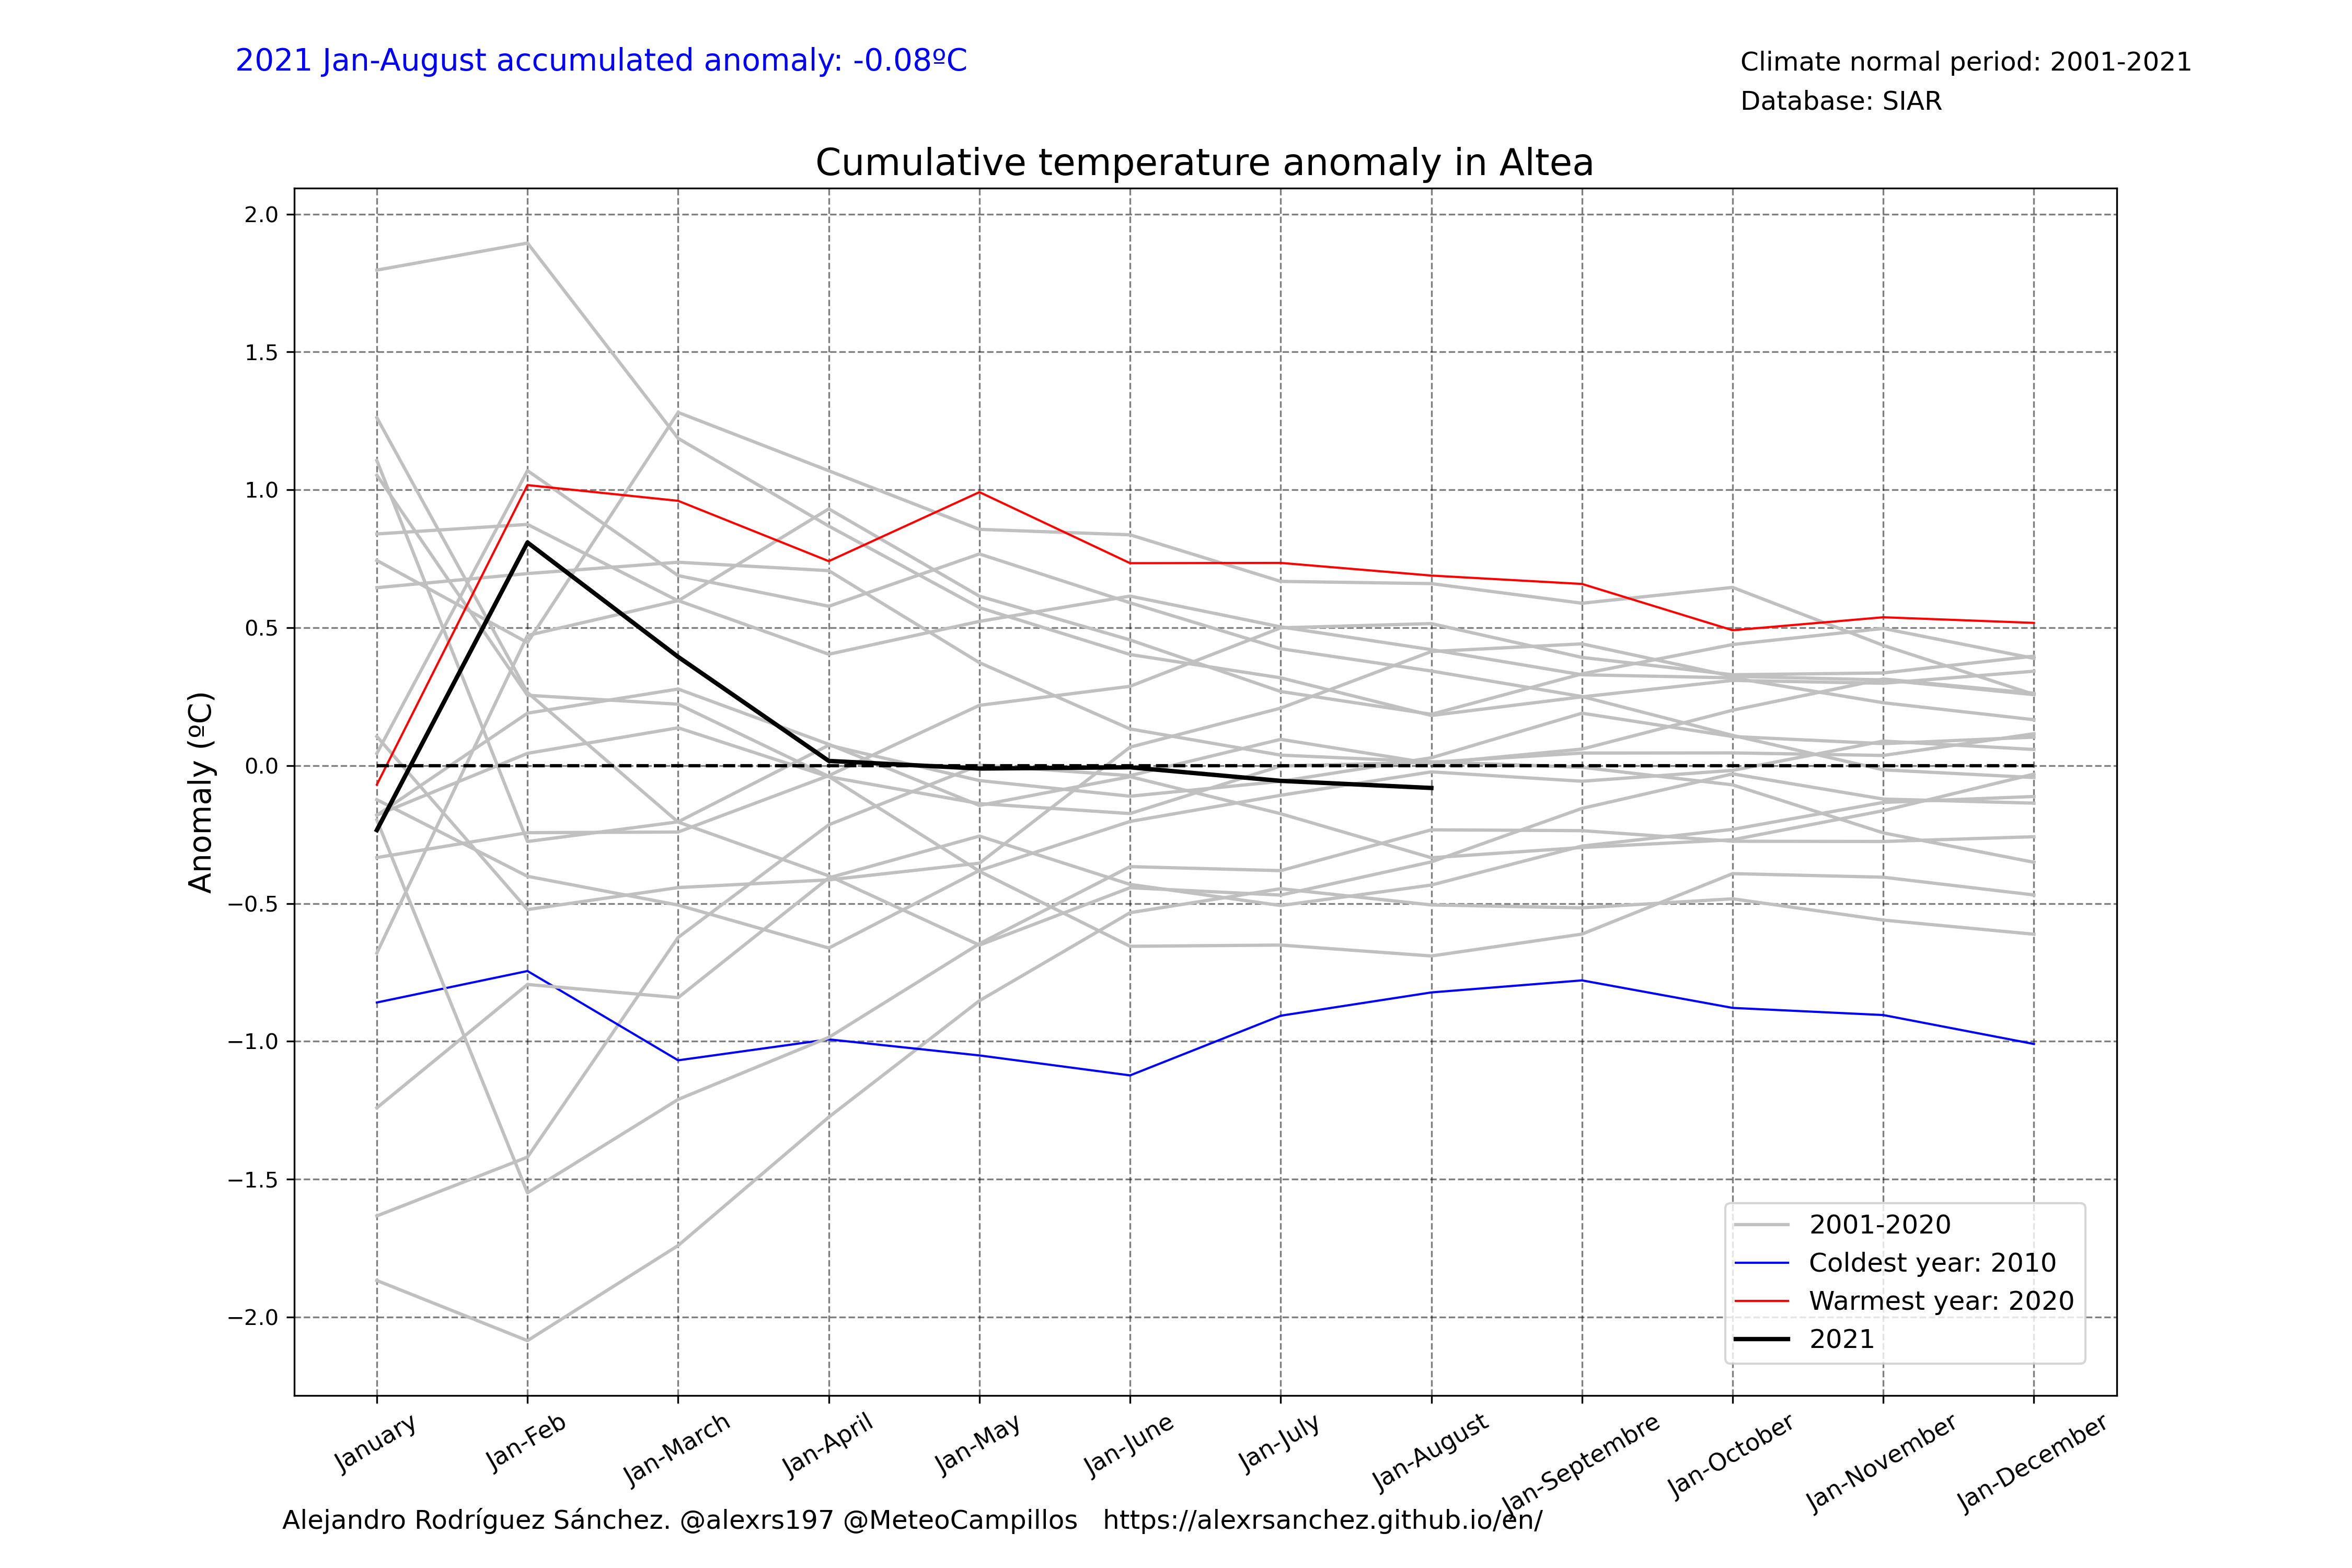 2021 Jan-August accumulated anomaly: -0.08ºC
Climate normal period: 2001-2021
Database: SIAR
Cumulative temperature anomaly in Altea
Anomaly (ºC)
2.0
1.5
1.0
0.5
0.0
−0.5
−1.0
−1.5
−2.0
2001-2020
Coldest year: 2010
Warmest year: 2020
2021
January
Jan-Feb
Jan-March
Jan-April
Jan-May
Jan-June
Jan-July
Jan-August
Jan-Septembre
Jan-October
Jan-November
Jan-December
Alejandro Rodríguez Sánchez. @alexrs197 @MeteoCampillos https://alexrsanchez.github.io/en/